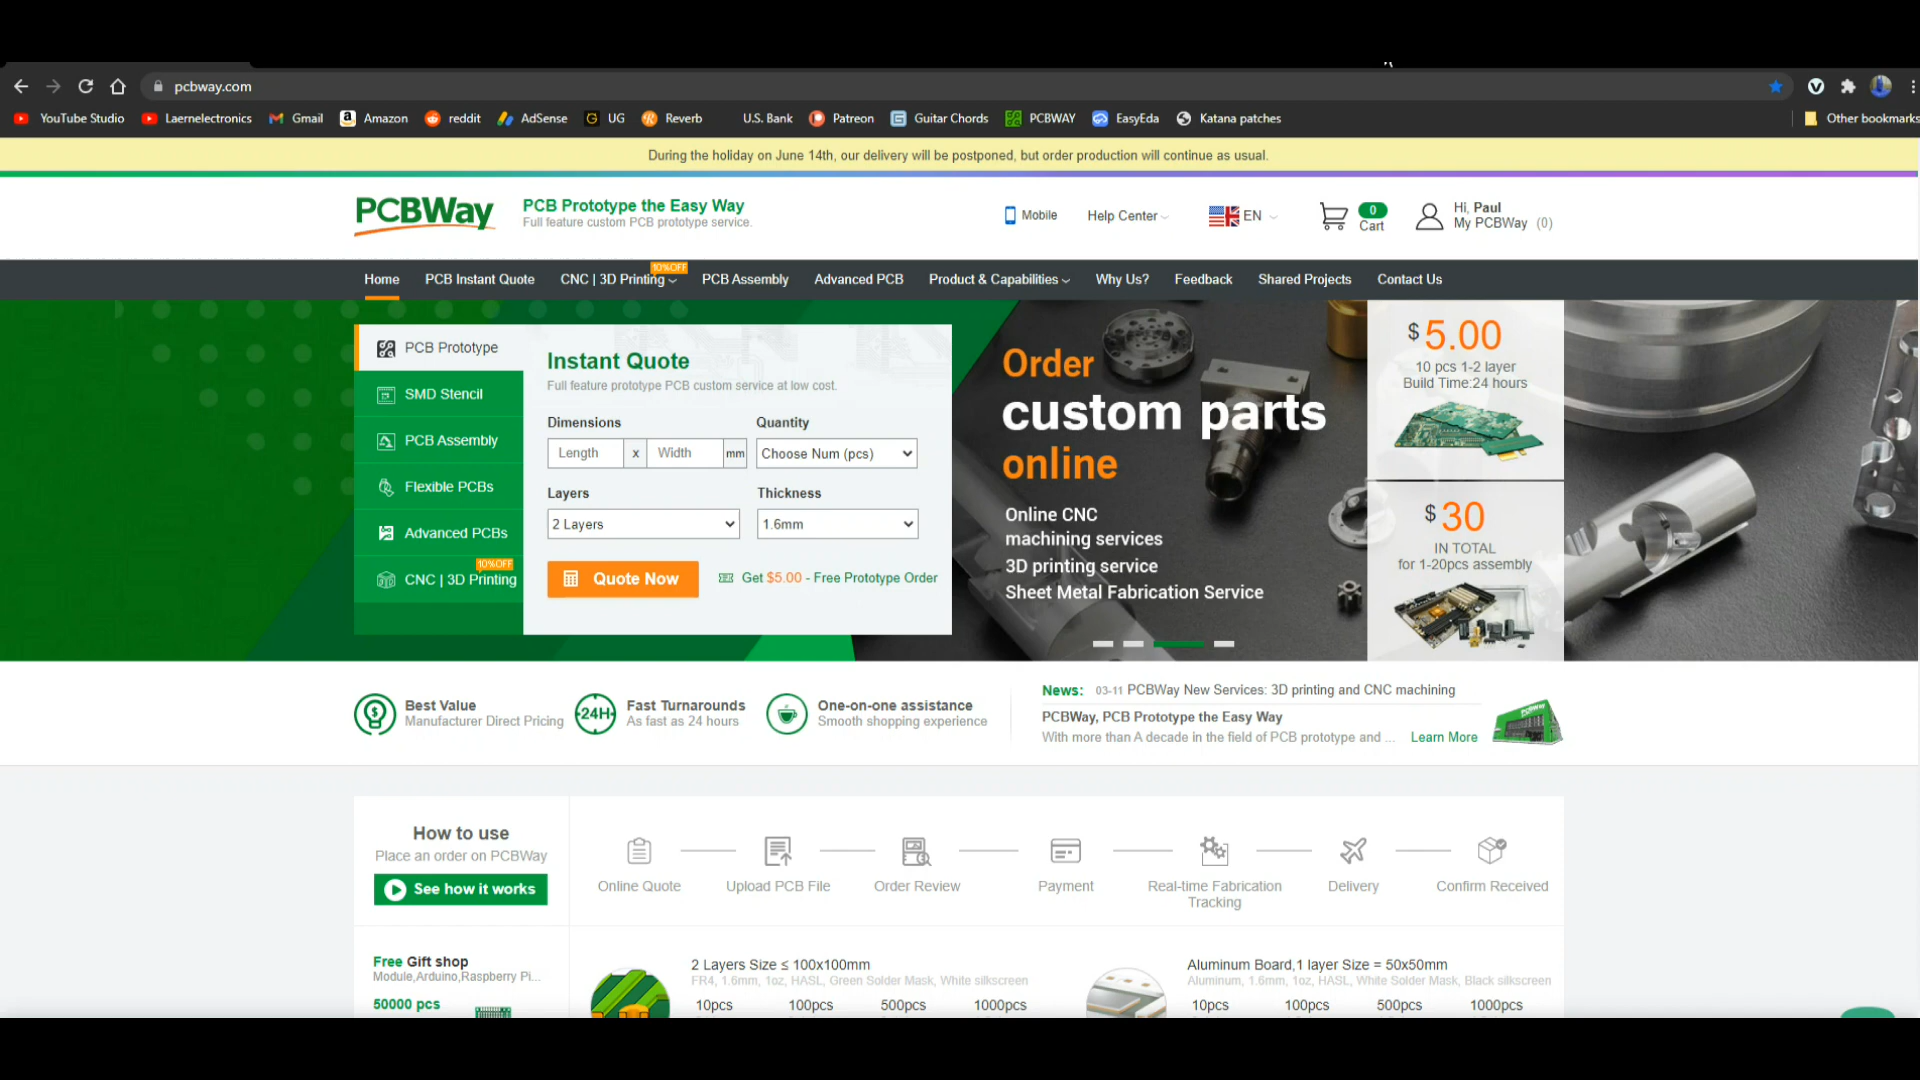 pcbway.com
YouTube Studio Laernelectronics Gmail Amazon reddit AdSense UG Reverb U.S. Bank Patreon Guitar Chords PCBWAY EasyEda Katana patches Other bookmarks
During the holiday on June 14th, our delivery will be postponed, but order production will continue as usual.
PCBWay
PCB Prototype the Easy Way
Full feature custom PCB prototype service.
Mobile
Help Center
EN
0
Cart
Hi, Paul
My PCBWay (0)
10%OFF
Home PCB Instant Quote CNC | 3D Printing PCB Assembly Advanced PCB Product & Capabilities Why Us? Feedback Shared Projects Contact Us
PCB Prototype
SMD Stencil
PCB Assembly
Flexible PCBs
Advanced PCBs
10%OFF
CNC | 3D Printing
Instant Quote
Full feature prototype PCB custom service at low cost.
Dimensions Quantity
Length x Width mm Choose Num (pcs)
Layers Thickness
2 Layers 1.6mm
Quote Now Get $5.00 - Free Prototype Order
Order
custom parts
online
Online CNC
machining services
3D printing service
Sheet Metal Fabrication Service
$ 5.00
10 pcs 1-2 layer
Build Time:24 hours
$ 30
IN TOTAL
for 1-20pcs assembly
Best Value
Manufacturer Direct Pricing
24H
Fast Turnarounds
As fast as 24 hours
One-on-one assistance
Smooth shopping experience
News: 03-11 PCBWay New Services: 3D printing and CNC machining
PCBWay, PCB Prototype the Easy Way
With more than A decade in the field of PCB prototype and ... Learn More
PCBWay
How to use
Place an order on PCBWay
See how it works
Online Quote
Upload PCB File
Order Review
Payment
Real-time Fabrication
Tracking
Delivery
Confirm Received
Free Gift shop
Module,Arduino,Raspberry Pi...
50000 pcs
2 Layers Size ≤ 100x100mm
FR4, 1.6mm, 1oz, HASL, Green Solder Mask, White silkscreen
10pcs 100pcs 500pcs 1000pcs
Aluminum Board,1 layer Size = 50x50mm
Aluminum, 1.6mm, 1oz, HASL, White Solder Mask, Black silkscreen
10pcs 100pcs 500pcs 1000pcs